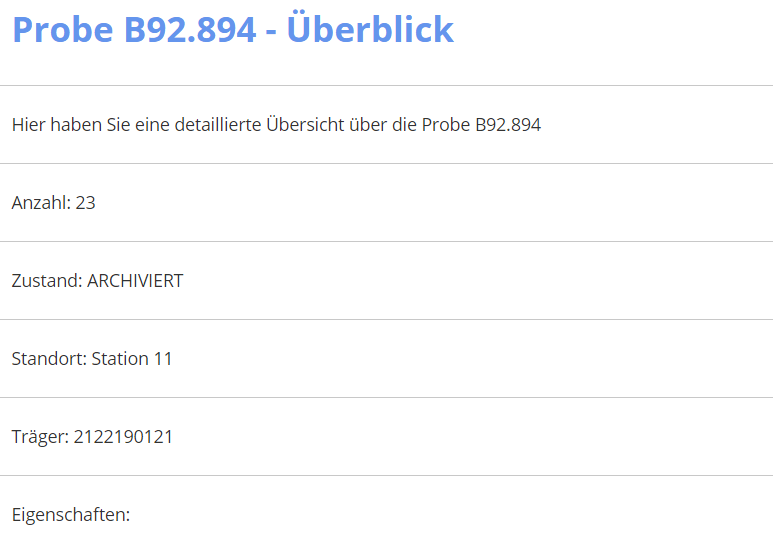 Probe B92.894 - Überblick
Hier haben Sie eine detaillierte Übersicht über die Probe B92.894
Anzahl: 23
Zustand: ARCHIVIERT
Standort: Station 11
Träger: 2122190121
Eigenschaften: